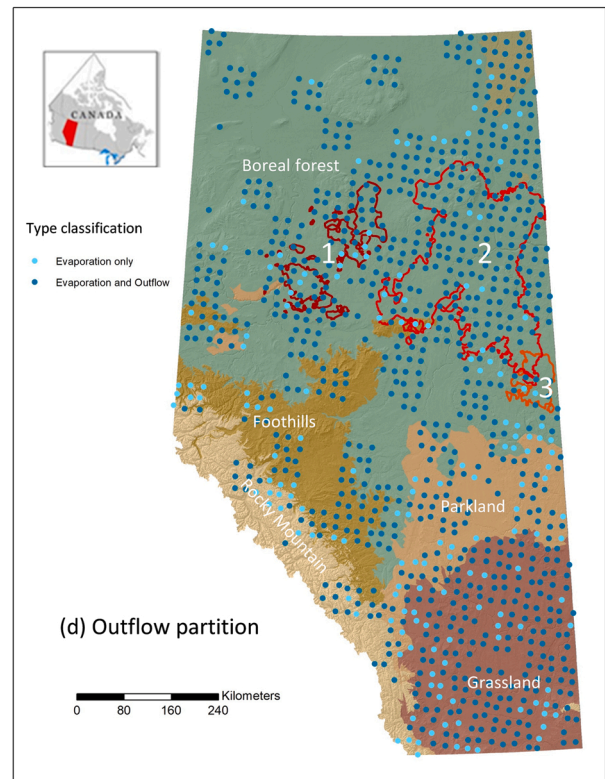 CANADA
Boreal forest
Type classification
Evaporation only
Evaporation and Outflow
1
2
3
Foothills
Rocky Mountain
Parkland
(d) Outflow partition
Grassland
Kilometers
0 80 160 240